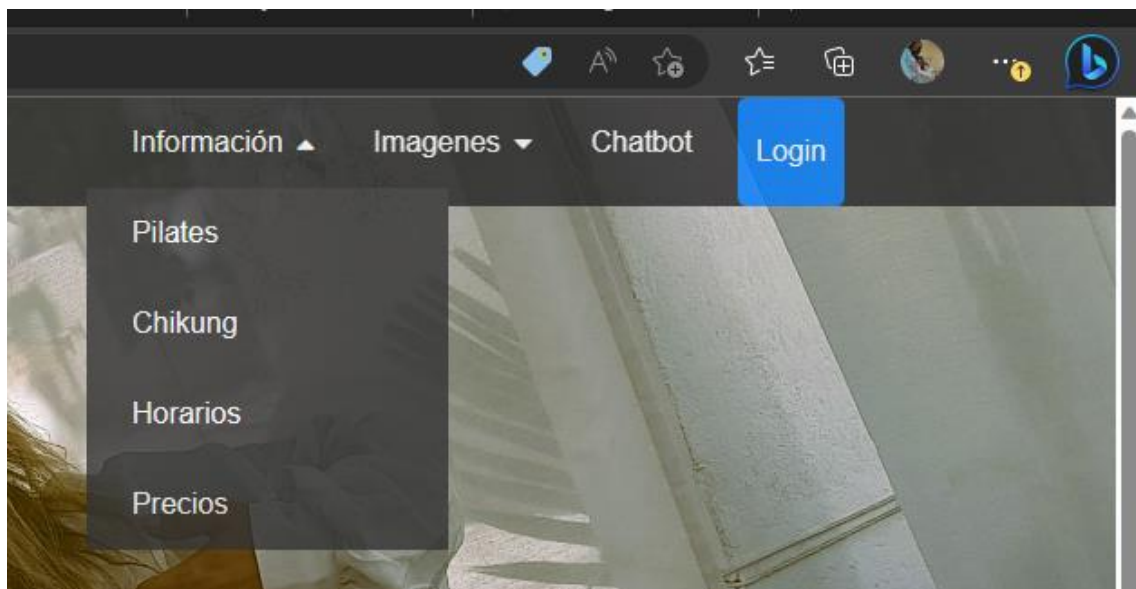 Información Imagenes Chatbot Login
Pilates
Chikung
Horarios
Precios